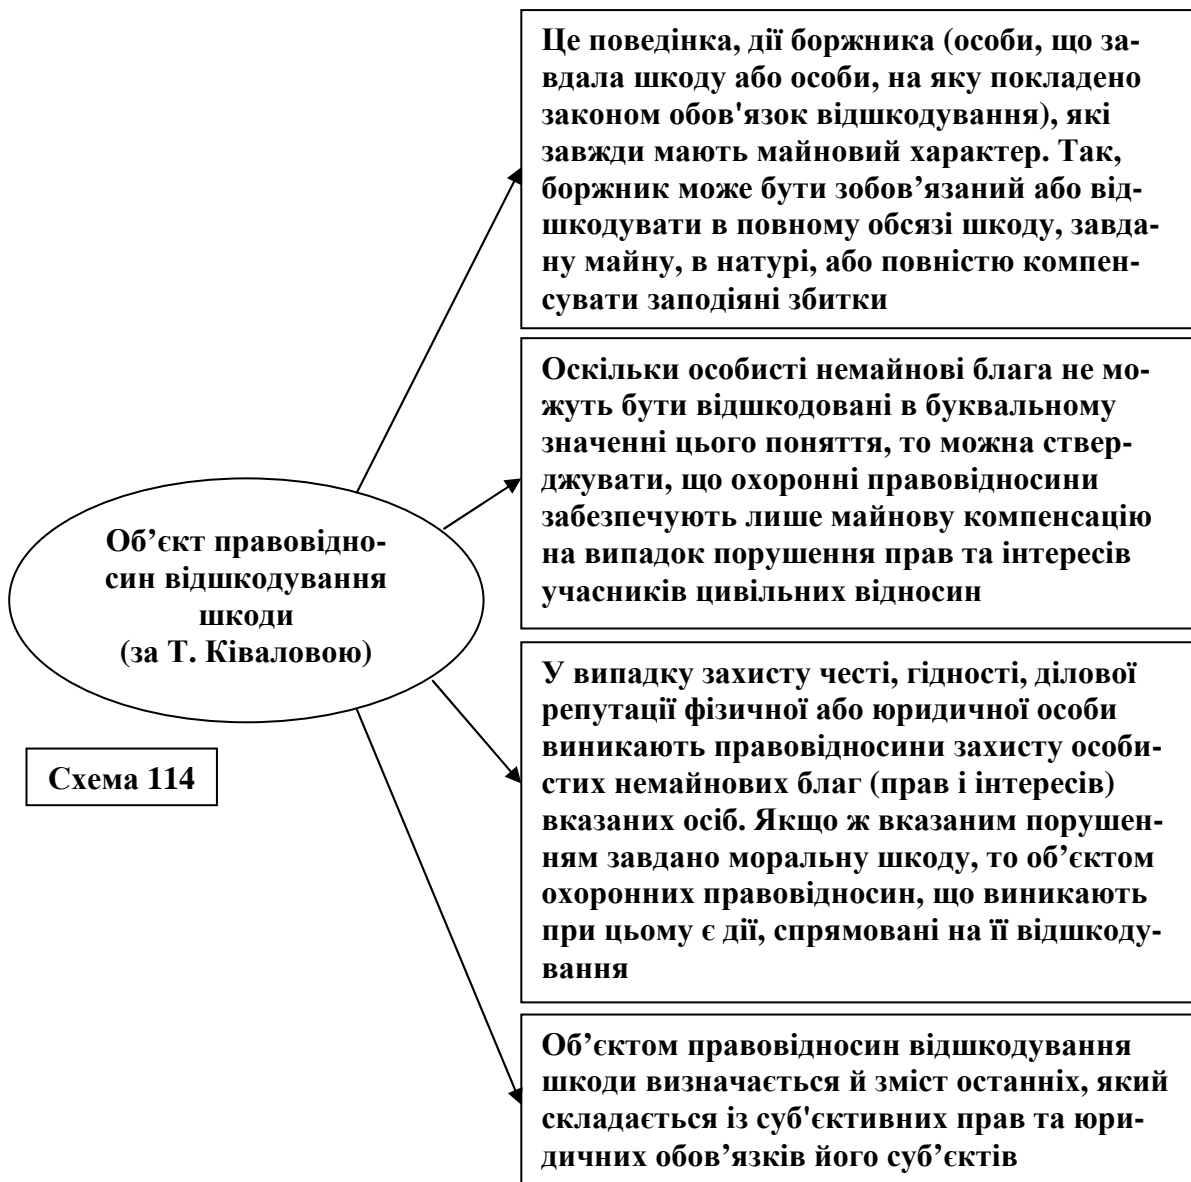 Це поведінка, дії боржника (особи, що за-
вдала шкоду або особи, на яку покладено
законом обов'язок відшкодування), які
завжди мають майновий характер. Так,
боржник може бути зобов’язаний або від-
шкодувати в повному обсязі шкоду, завда-
ну майну, в натурі, або повністю компен-
сувати заподіяні збитки
Оскільки особисті немайнові блага не мо-
жуть бути відшкодовані в буквальному
значенні цього поняття, то можна ствер-
джувати, що охоронні правовідносини
забезпечують лише майнову компенсацію
на випадок порушення прав та інтересів
учасників цивільних відносин
Об’єкт правовідно-
син відшкодування
шкоди
(за Т. Ківаловою)
У випадку захисту честі, гідності, ділової
репутації фізичної або юридичної особи
виникають правовідносини захисту особи-
стих немайнових благ (прав і інтересів)
вказаних осіб. Якщо ж вказаним порушен-
ням завдано моральну шкоду, то об’єктом
охоронних правовідносин, що виникають
при цьому є дії, спрямовані на її відшкоду-
вання
Схема 114
Об’єктом правовідносин відшкодування
шкоди визначається й зміст останніх, який
складається із суб'єктивних прав та юри-
дичних обов’язків його суб’єктів